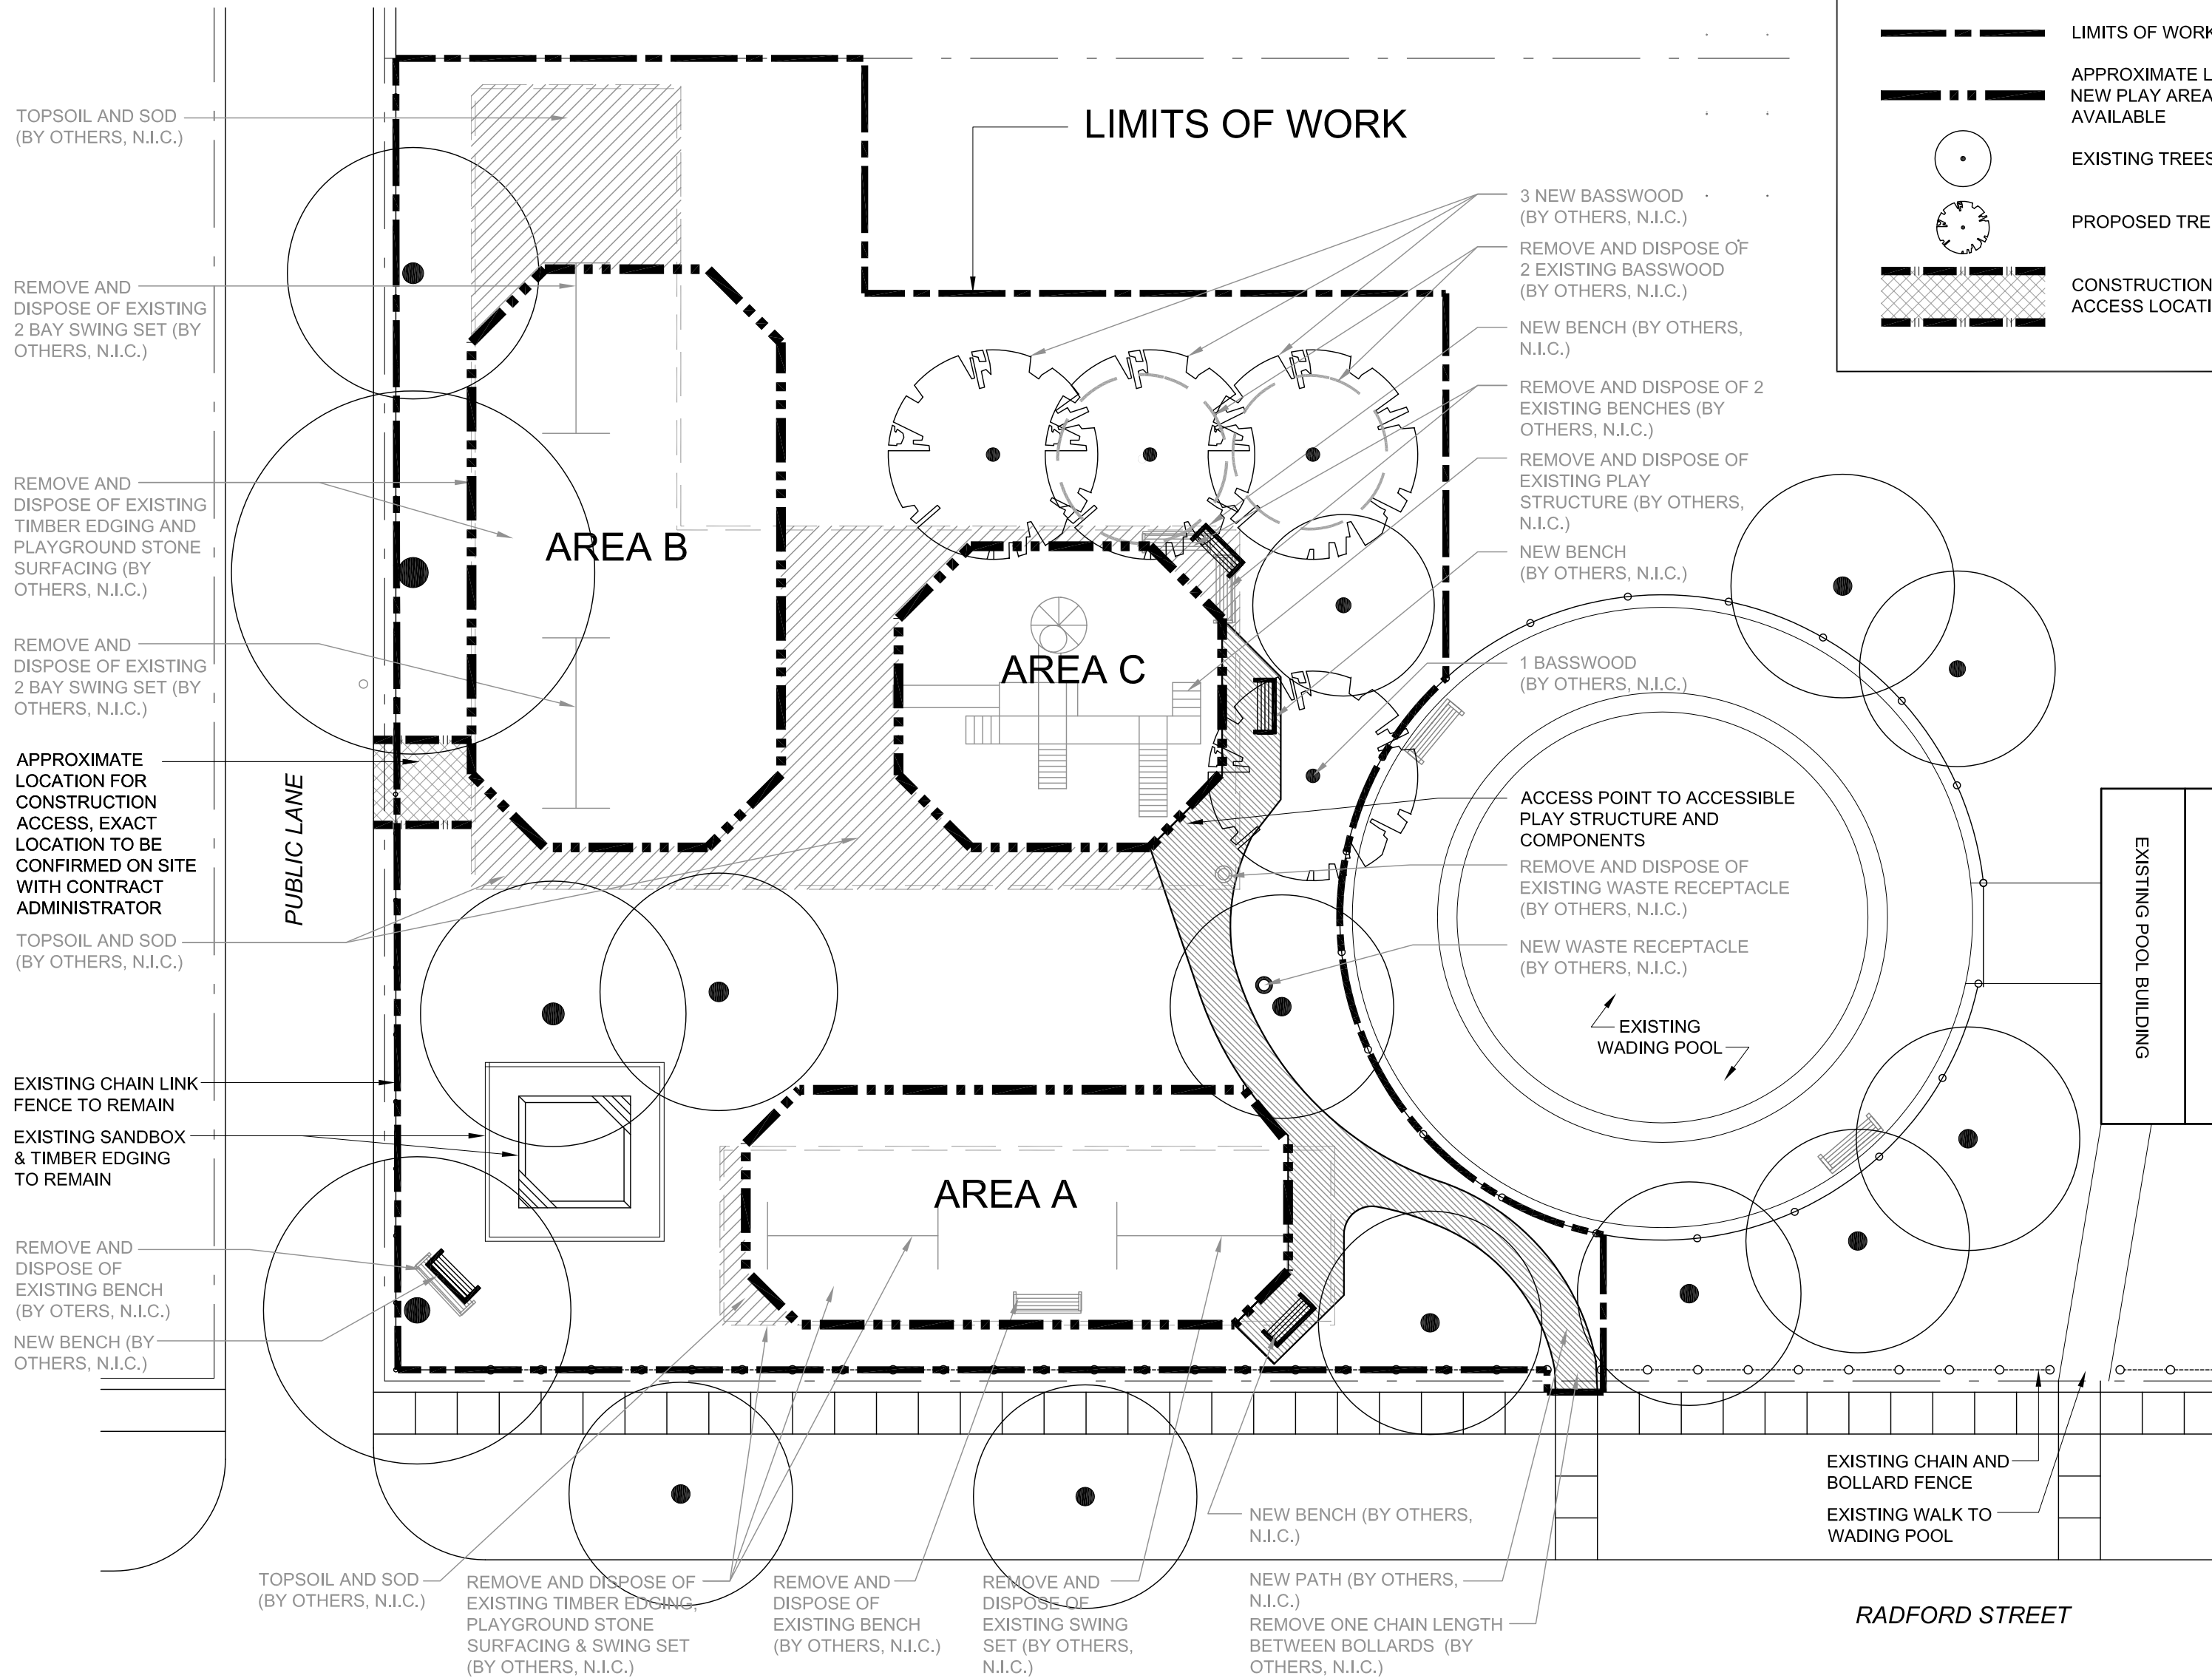 TOPSOIL AND SOD
(BY OTHERS, N.I.C.)
REMOVE AND
DISPOSE OF EXISTING
2 BAY SWING SET (BY
OTHERS, N.I.C.)
REMOVE AND
DISPOSE OF EXISTING
TIMBER EDGING AND
PLAYGROUND STONE
SURFACING (BY
OTHERS, N.I.C.)
REMOVE AND
DISPOSE OF EXISTING
2 BAY SWING SET (BY
OTHERS, N.I.C.)
APPROXIMATE
LOCATION FOR
CONSTRUCTION
ACCESS, EXACT
LOCATION TO BE
CONFIRMED ON SITE
WITH CONTRACT
ADMINISTRATOR
TOPSOIL AND SOD
(BY OTHERS, N.I.C.)
EXISTING CHAIN LINK
FENCE TO REMAIN
EXISTING SANDBOX
& TIMBER EDGING
TO REMAIN
REMOVE AND
DISPOSE OF
EXISTING BENCH
(BY OTERS, N.I.C.)
NEW BENCH (BY
OTHERS, N.I.C.)
PUBLIC LANE
LIMITS OF WORK
AREA B
AREA C
AREA A
3 NEW BASSWOOD
(BY OTHERS, N.I.C.)
REMOVE AND DISPOSE OF
2 EXISTING BASSWOOD
(BY OTHERS, N.I.C.)
NEW BENCH (BY OTHERS,
N.I.C.)
REMOVE AND DISPOSE OF 2
EXISTING BENCHES (BY
OTHERS, N.I.C.)
REMOVE AND DISPOSE OF
EXISTING PLAY
STRUCTURE (BY OTHERS,
N.I.C.)
NEW BENCH
(BY OTHERS, N.I.C.)
1 BASSWOOD
(BY OTHERS, N.I.C.)
ACCESS POINT TO ACCESSIBLE
PLAY STRUCTURE AND
COMPONENTS
REMOVE AND DISPOSE OF
EXISTING WASTE RECEPTACLE
(BY OTHERS, N.I.C.)
NEW WASTE RECEPTACLE
(BY OTHERS, N.I.C.)
EXISTING
WADING POOL
EXISTING POOL BUILDING
LIMITS OF WORK
APPROXIMATE L
NEW PLAY AREA
AVAILABLE
EXISTING TREES
PROPOSED TRE
CONSTRUCTION
ACCESS LOCATI
EXISTING CHAIN AND
BOLLARD FENCE
EXISTING WALK TO
WADING POOL
TOPSOIL AND SOD
(BY OTHERS, N.I.C.)
REMOVE AND DISPOSE OF
EXISTING TIMBER EDGING,
PLAYGROUND STONE
SURFACING & SWING SET
(BY OTHERS, N.I.C.)
REMOVE AND
DISPOSE OF
EXISTING BENCH
(BY OTHERS, N.I.C.)
REMOVE AND
DISPOSE OF
EXISTING SWING
SET (BY OTHERS,
N.I.C.)
NEW BENCH (BY OTHERS,
N.I.C.)
NEW PATH (BY OTHERS,
N.I.C.)
REMOVE ONE CHAIN LENGTH
BETWEEN BOLLARDS (BY
OTHERS, N.I.C.)
RADFORD STREET